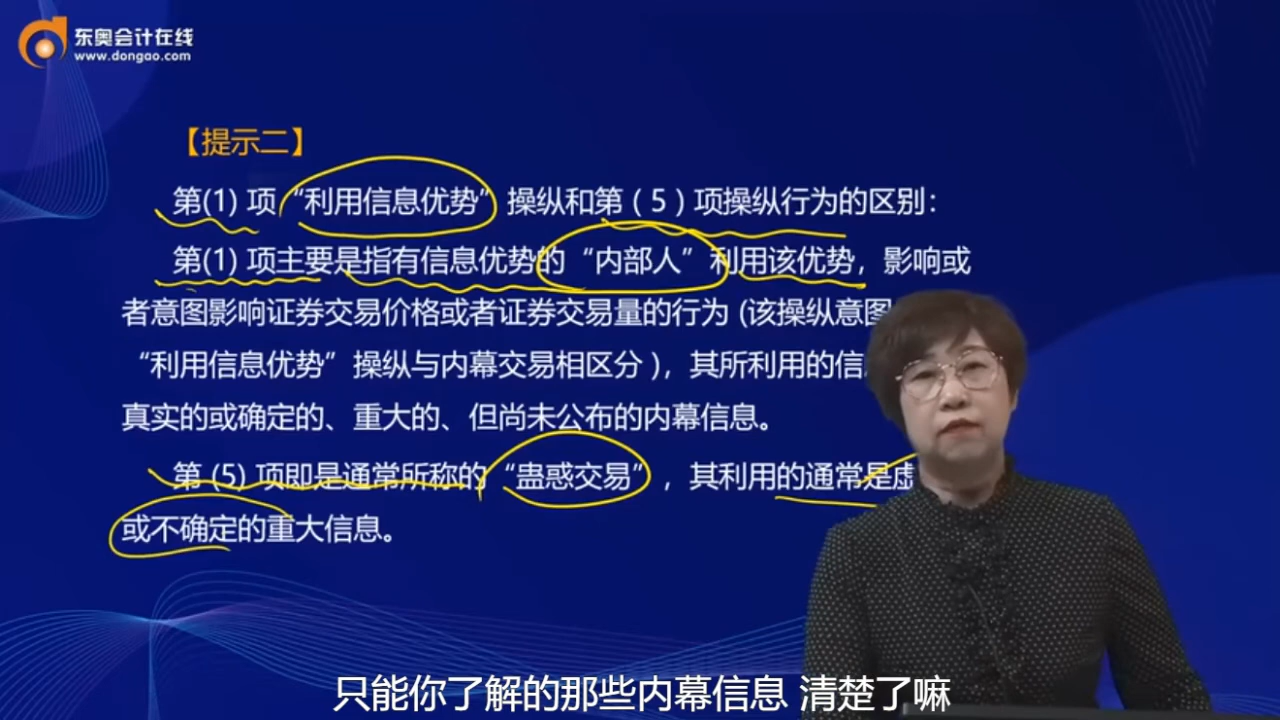 东奥会计在线
www.dongao.com
【提示二】
第(1) 项“利用信息优势”操纵和第 ( 5 ) 项操纵行为的区别：
第(1) 项主要是指有信息优势的“内部人”利用该优势，影响或
者意图影响证券交易价格或者证券交易量的行为 (该操纵意图
“利用信息优势”操纵与内幕交易相区分 )，其所利用的信
真实的或确定的、重大的、但尚未公布的内幕信息。
第 (5) 项即是通常所称的“蛊惑交易”，其利用的通常是虚
或不确定的重大信息。
只能你了解的那些内幕信息 清楚了嘛